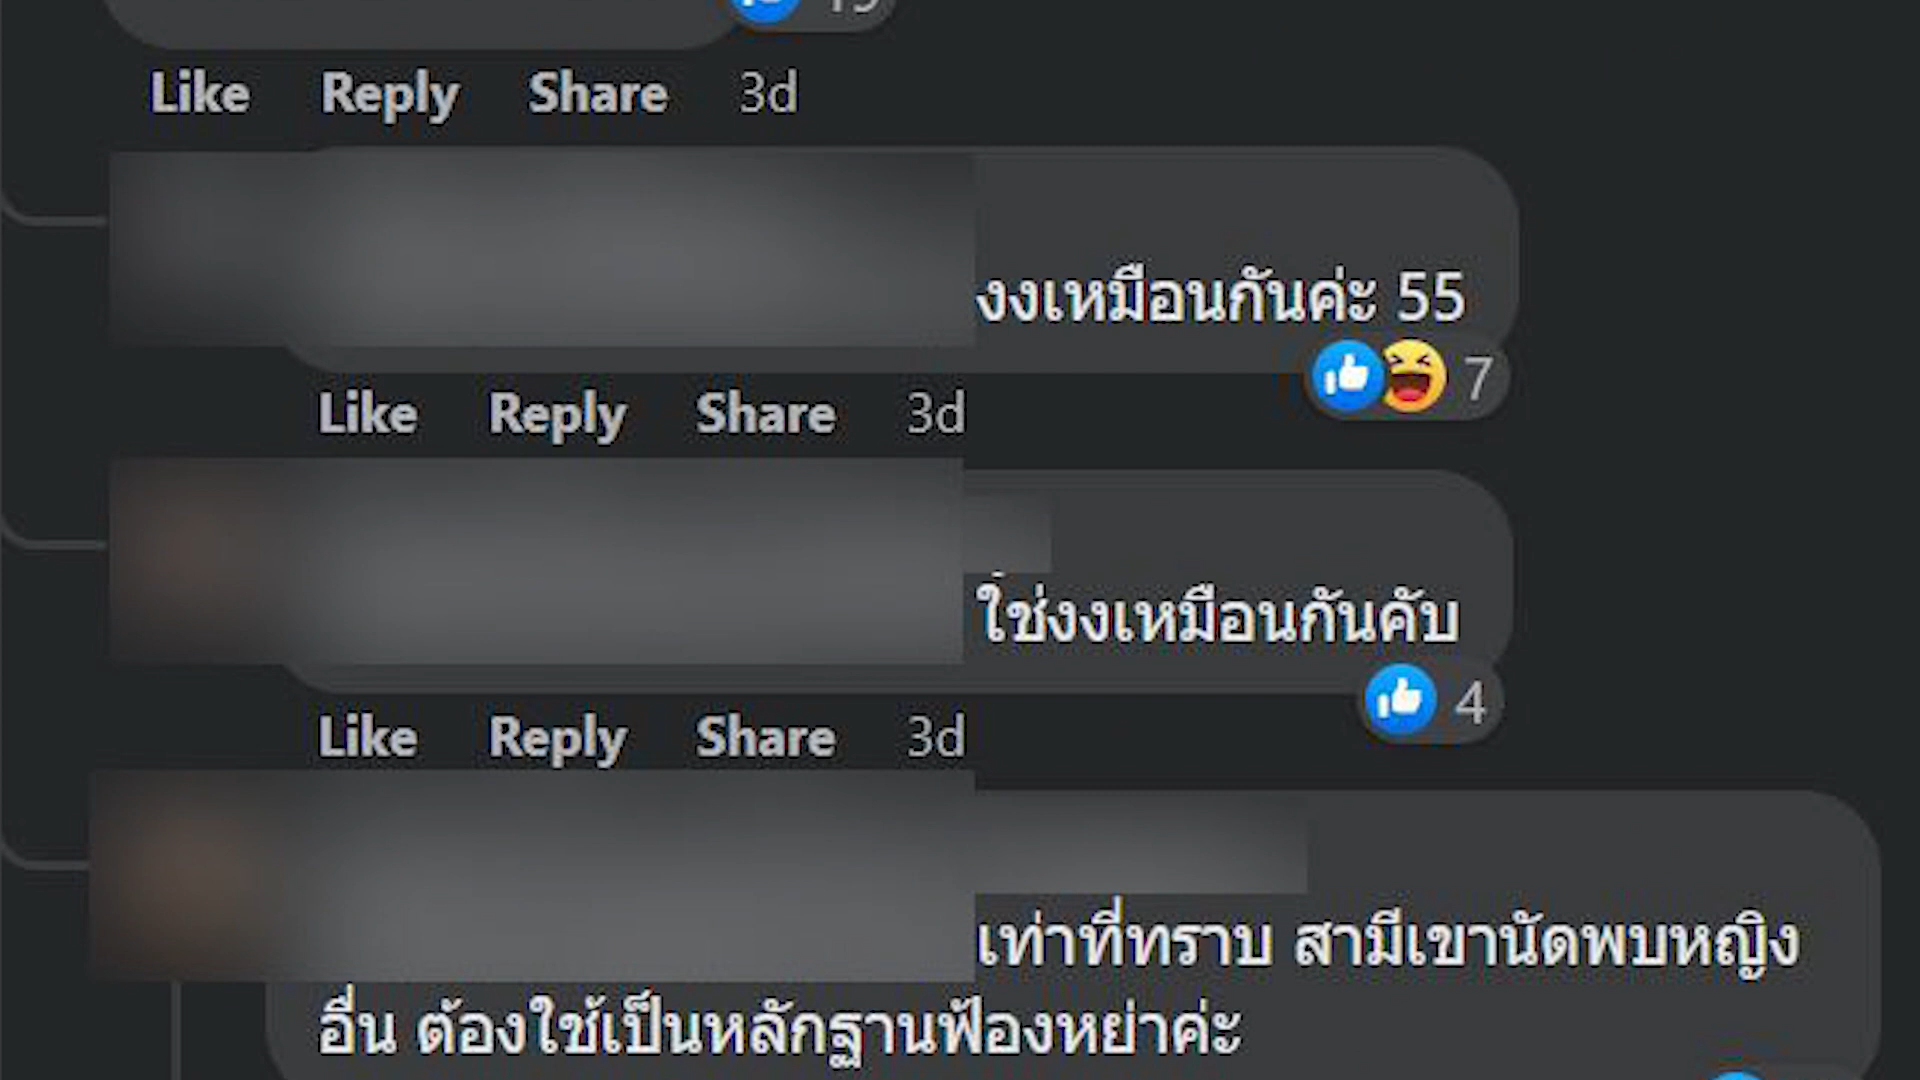 Like Reply Share 3d
งงเหมือนกันค่ะ 55
7
Like Reply Share 3d
ใช่งงเหมือนกันคับ
4
Like Reply Share 3d
เท่าที่ทราบ สามีเขานัดพบหญิง
อื่น ต้องใช้เป็นหลักฐานฟ้องหย่าค่ะ